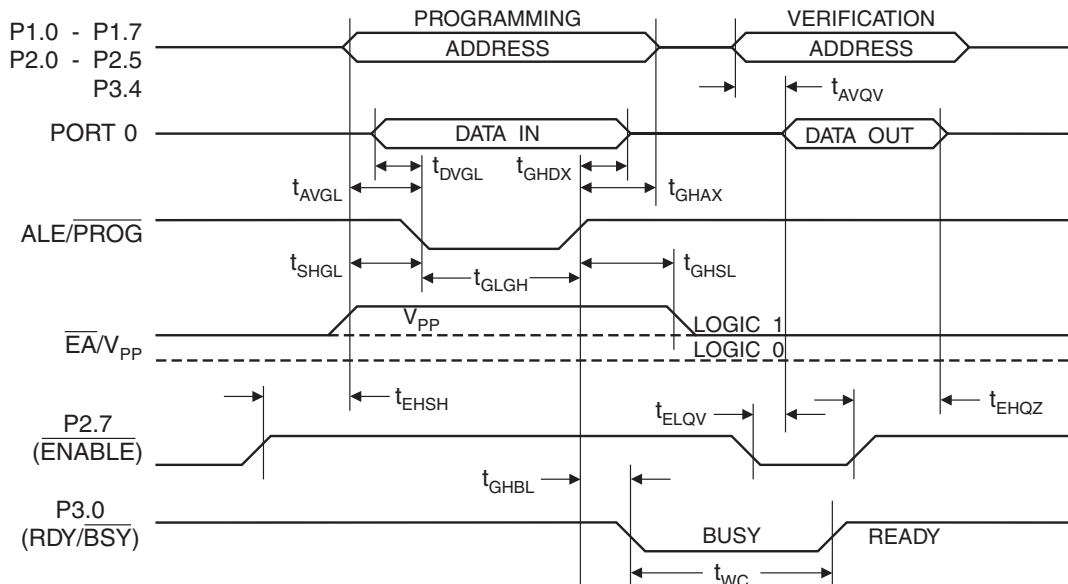 PROGRAMMING VERIFICATION
P1.0 - P1.7
P2.0 - P2.5
P3.4
ADDRESS ADDRESS
tAVQV
PORT 0 DATA IN DATA OUT
tDVGL tGHDX
tAVGL tGHAX
ALE/PROG
tSHGL tGLGH tGHSL
EA/VPP VPP LOGIC 1
LOGIC 0
tEHSH tELQV tEHQZ
P2.7
(ENABLE)
tGHBL
P3.0
(RDY/BSY) BUSY READY
tWC